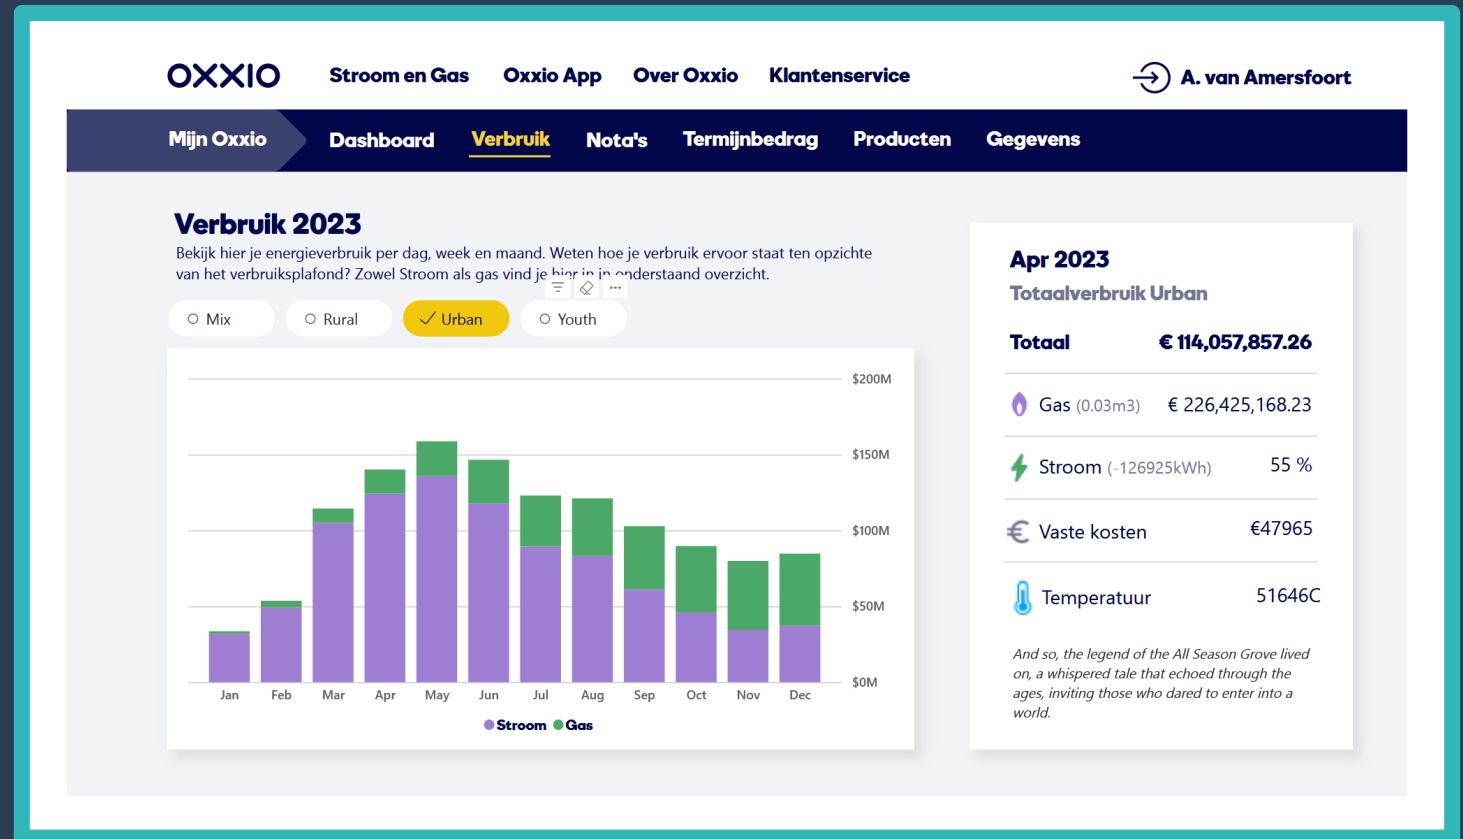 OXXIO
Stroom en Gas Oxxio App Over Oxxio Klantenservice
A. van Amersfoort
Mijn Oxxio Dashboard Verbruik Nota's Termijnbedrag Producten Gegevens
Verbruik 2023
Bekijk hier je energieverbruik per dag, week en maand. Weten hoe je verbruik ervoor staat ten opzichte
van het verbruiksplafond? Zowel Stroom als gas vind je hier in in onderstaand overzicht.
Mix Rural Urban Youth
$200M
$150M
$100M
$50M
$0M
Jan Feb Mar Apr May Jun Jul Aug Sep Oct Nov Dec
Stroom Gas
Apr 2023
Totaalverbruik Urban
Totaal € 114,057,857.26
Gas (0.03m3) € 226,425,168.23
Stroom (-126925kWh) 55 %
€ Vaste kosten €47965
Temperatuur 51646C
And so, the legend of the All Season Grove lived
on, a whispered tale that echoed through the
ages, inviting those who dared to enter into a
world.